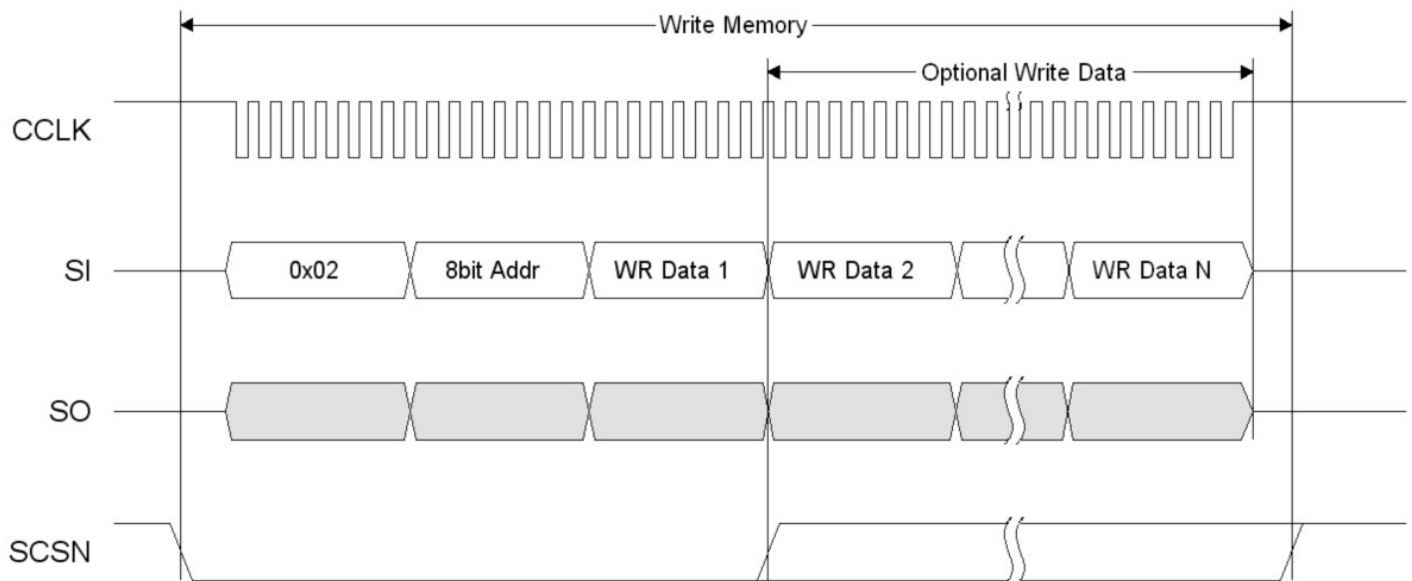 Write Memory
Optional Write Data
CCLK
SI 0x02 8bit Addr WR Data 1 WR Data 2 WR Data N
SO
SCSN